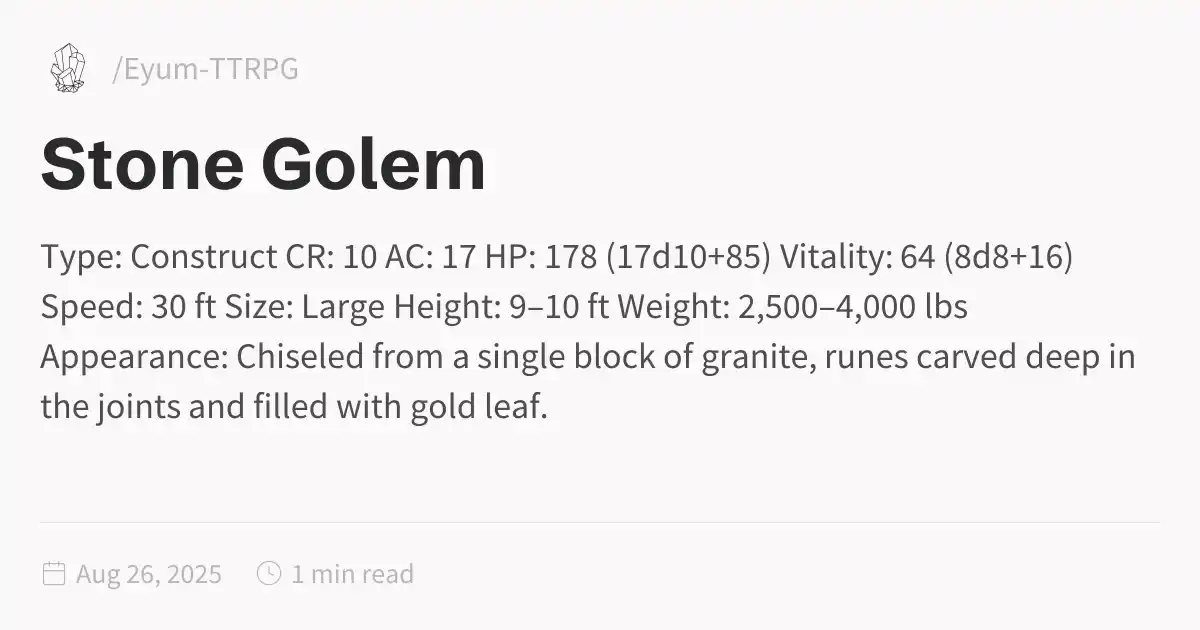 /Eyum-TTRPG
Stone Golem
Type: Construct CR: 10 AC: 17 HP: 178 (17d10+85) Vitality: 64 (8d8+16)
Speed: 30 ft Size: Large Height: 9–10 ft Weight: 2,500–4,000 lbs
Appearance: Chiseled from a single block of granite, runes carved deep in
the joints and filled with gold leaf.
Aug 26, 2025 1 min read